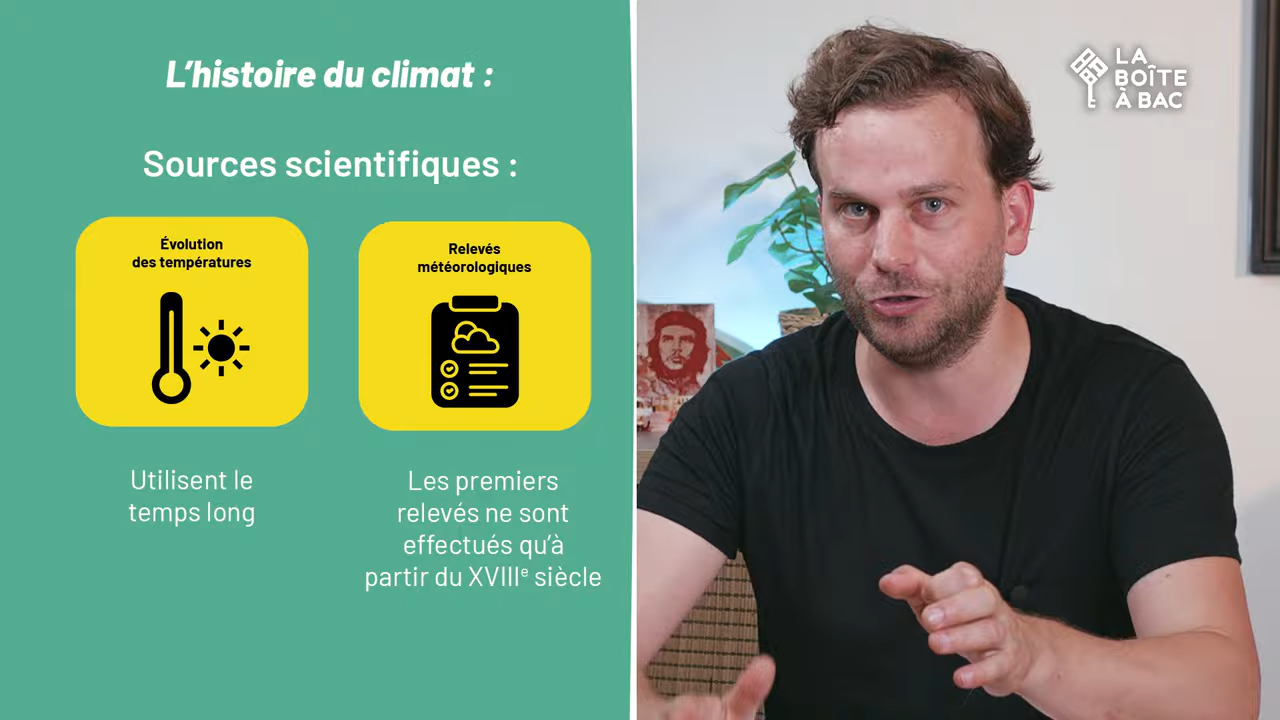 L'histoire du climat :
Sources scientifiques :
Évolution
des températures
Relevés
météorologiques
Utilisent le
temps long
Les premiers
relevés ne sont
effectués qu'à
partir du XVIIIᵉ siècle
LA
BOÎTE
À BAC